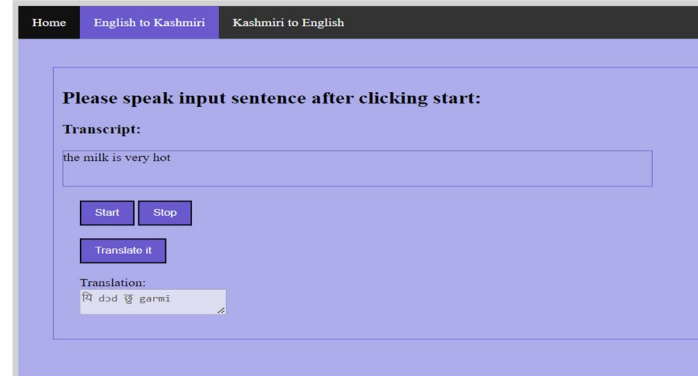 Home English to Kashmiri Kashmiri to English
Please speak input sentence after clicking start:
Transcript:
the milk is very hot
Start Stop
Translate it
Translation:
यि dɔd छु garmī